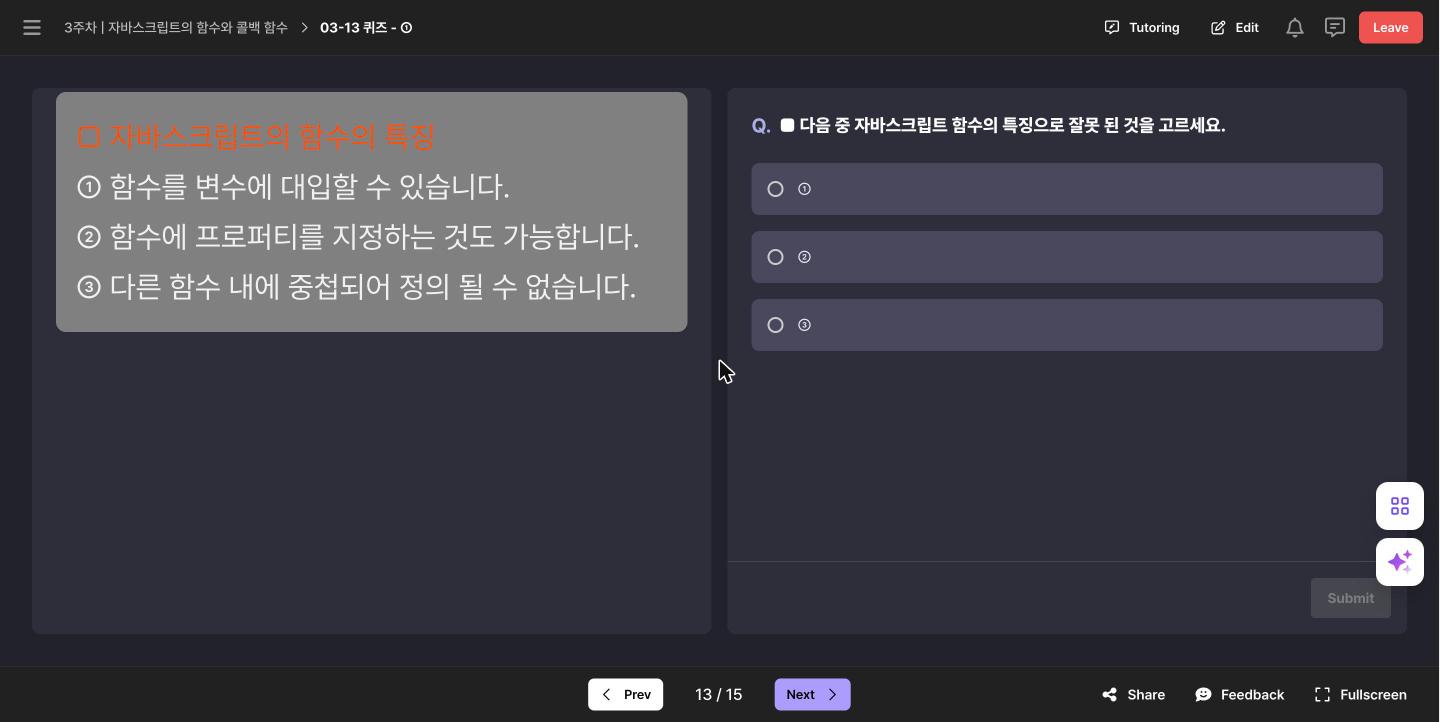 3주차 | 자바스크립트의 함수와 콜백 함수 > 03-13 퀴즈 - ①
Tutoring
Edit
Leave
□ 자바스크립트의 함수의 특징
① 함수를 변수에 대입할 수 있습니다.
② 함수에 프로퍼티를 지정하는 것도 가능합니다.
③ 다른 함수 내에 중첩되어 정의 될 수 없습니다.
Q. ■ 다음 중 자바스크립트 함수의 특징으로 잘못 된 것을 고르세요.
①
②
③
Submit
Prev
13 / 15
Next
Share
Feedback
Fullscreen